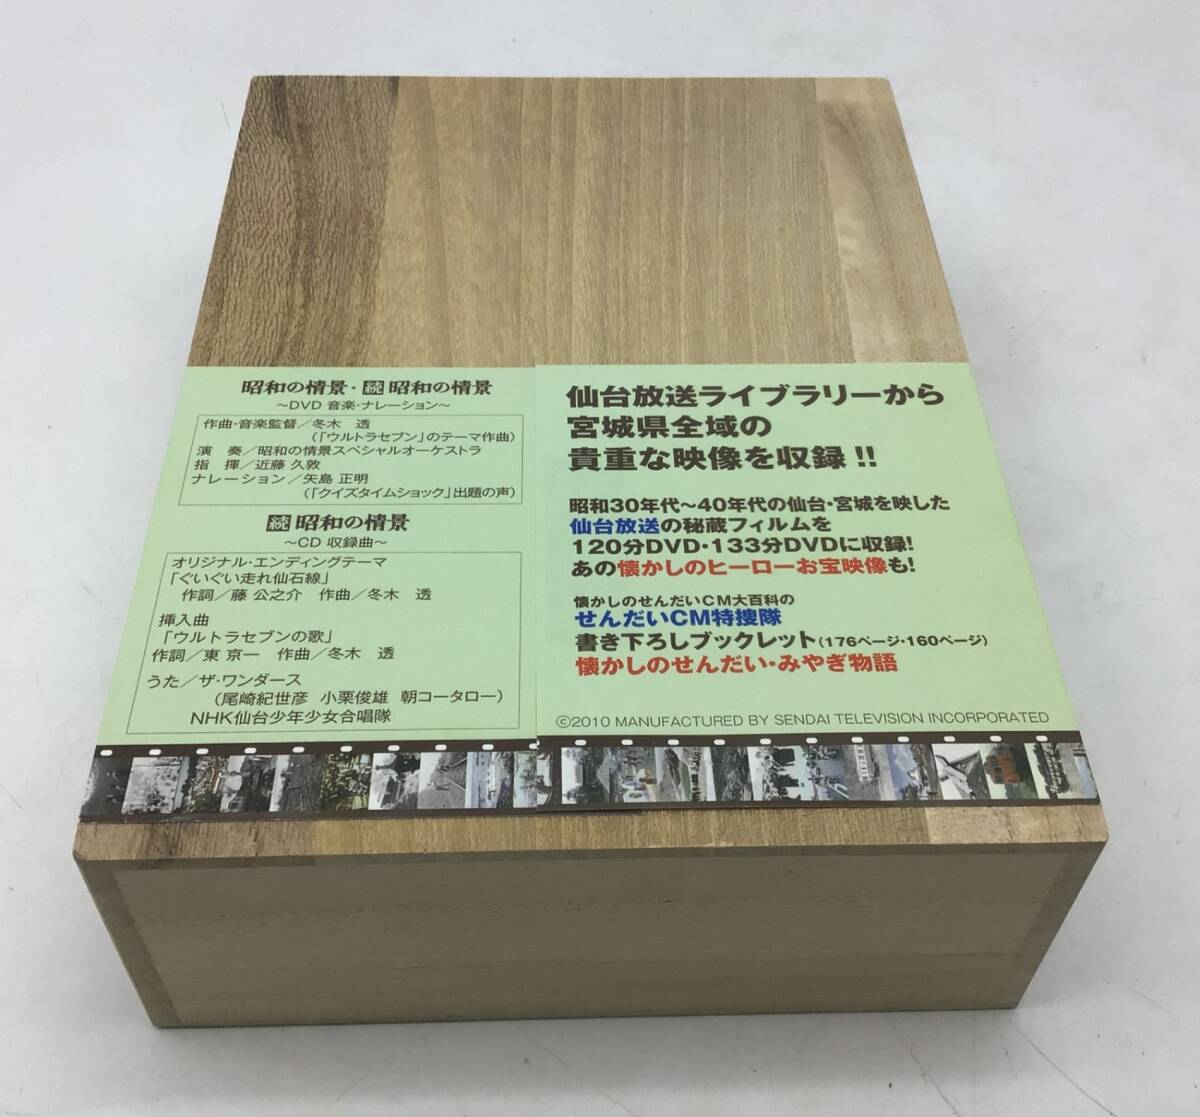 昭和の情景・続昭和の情景
～DVD 音楽・ナレーション～
作曲・音楽監督／冬木 透
（「ウルトラセブン」のテーマ作曲）
演 奏／昭和の情景スペシャルオーケストラ
指 揮／近藤 久敦
ナレーション／矢島 正明
（「クイズタイムショック」出題の声）
続昭和の情景
～CD 収録曲～
オリジナル・エンディングテーマ
「ぐいぐい走れ仙石線」
作詞／藤 公之介 作曲／冬木 透
挿入曲
「ウルトラセブンの歌」
作詞／東 京一 作曲／冬木 透
うた／ザ・ワンダース
（尾崎紀世彦 小栗俊雄 朝コータロー）
NHK仙台少年少女合唱隊
仙台放送ライブラリーから
宮城県全域の
貴重な映像を収録!!
昭和30年代～40年代の仙台・宮城を映した
仙台放送の秘蔵フィルムを
120分DVD・133分DVDに収録!
あの懐かしのヒーローお宝映像も!
懐かしのせんだいCM大百科の
せんだいCM特捜隊
書き下ろしブックレット(176ページ・160ページ)
懐かしのせんだい・みやぎ物語
©2010 MANUFACTURED BY SENDAI TELEVISION INCORPORATED